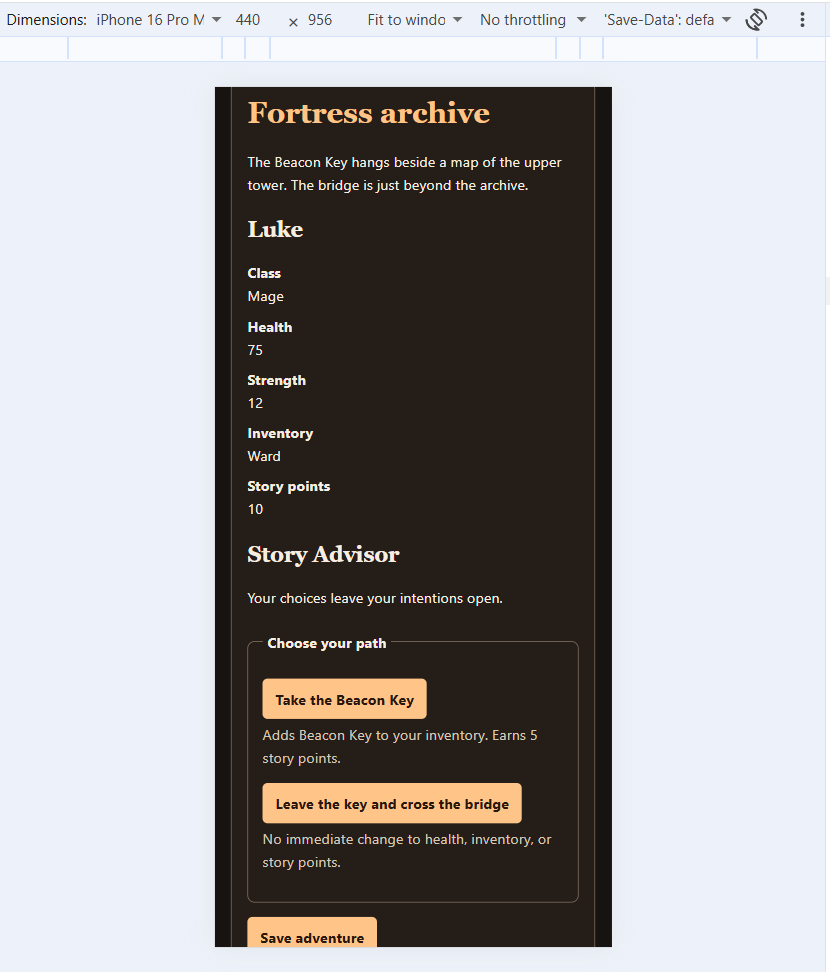 Dimensions: iPhone 16 Pro M 440 × 956 Fit to windo No throttling 'Save-Data': defa
Fortress archive
The Beacon Key hangs beside a map of the upper
tower. The bridge is just beyond the archive.
Luke
Class
Mage
Health
75
Strength
12
Inventory
Ward
Story points
10
Story Advisor
Your choices leave your intentions open.
Choose your path
Take the Beacon Key
Adds Beacon Key to your inventory. Earns 5
story points.
Leave the key and cross the bridge
No immediate change to health, inventory, or
story points.
Save adventure